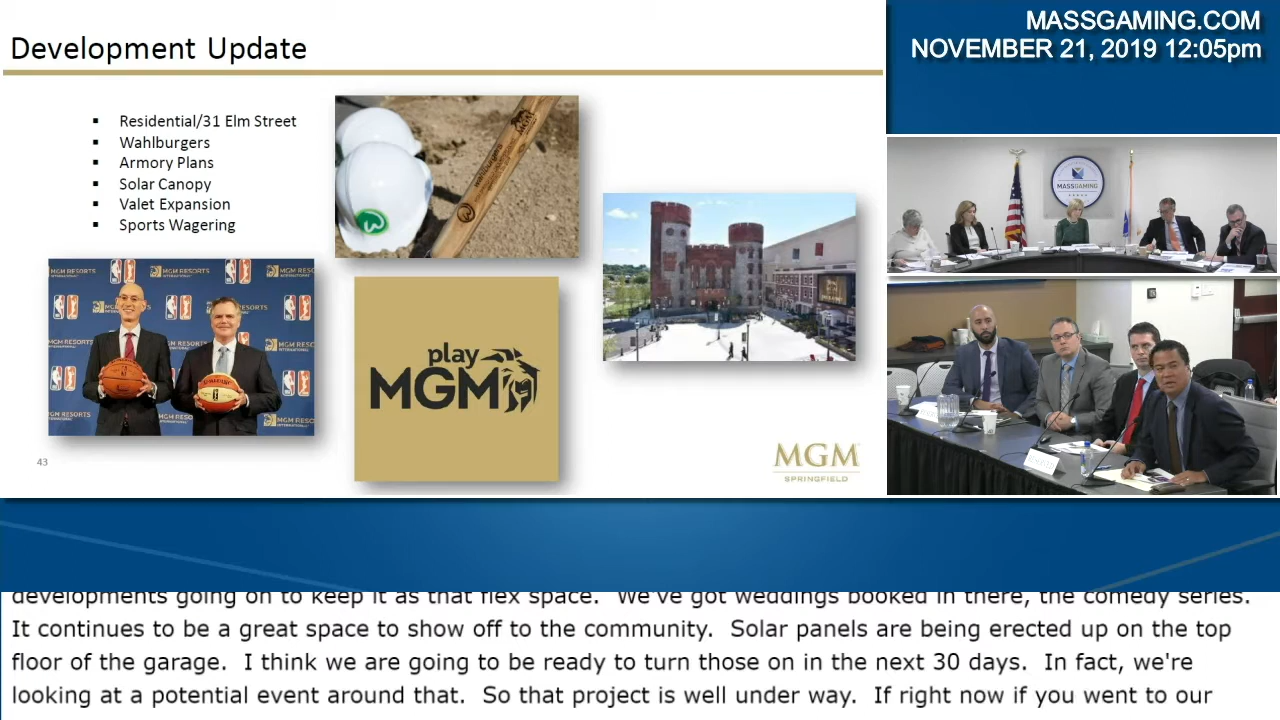 Development Update
MASSGAMING.COM
NOVEMBER 21, 2019 12:05pm
▪ Residential/31 Elm Street
▪ Wahlburgers
▪ Armory Plans
▪ Solar Canopy
▪ Valet Expansion
▪ Sports Wagering
wahlburgers
MGM
MASSGAMING
MGM RESORTS
NBA
play
MGM
43
MGM
SPRINGFIELD
developments going on to keep it as that flex space. We've got weddings booked in there, the comedy series.
It continues to be a great space to show off to the community. Solar panels are being erected up on the top
floor of the garage. I think we are going to be ready to turn those on in the next 30 days. In fact, we're
looking at a potential event around that. So that project is well under way. If right now if you went to our